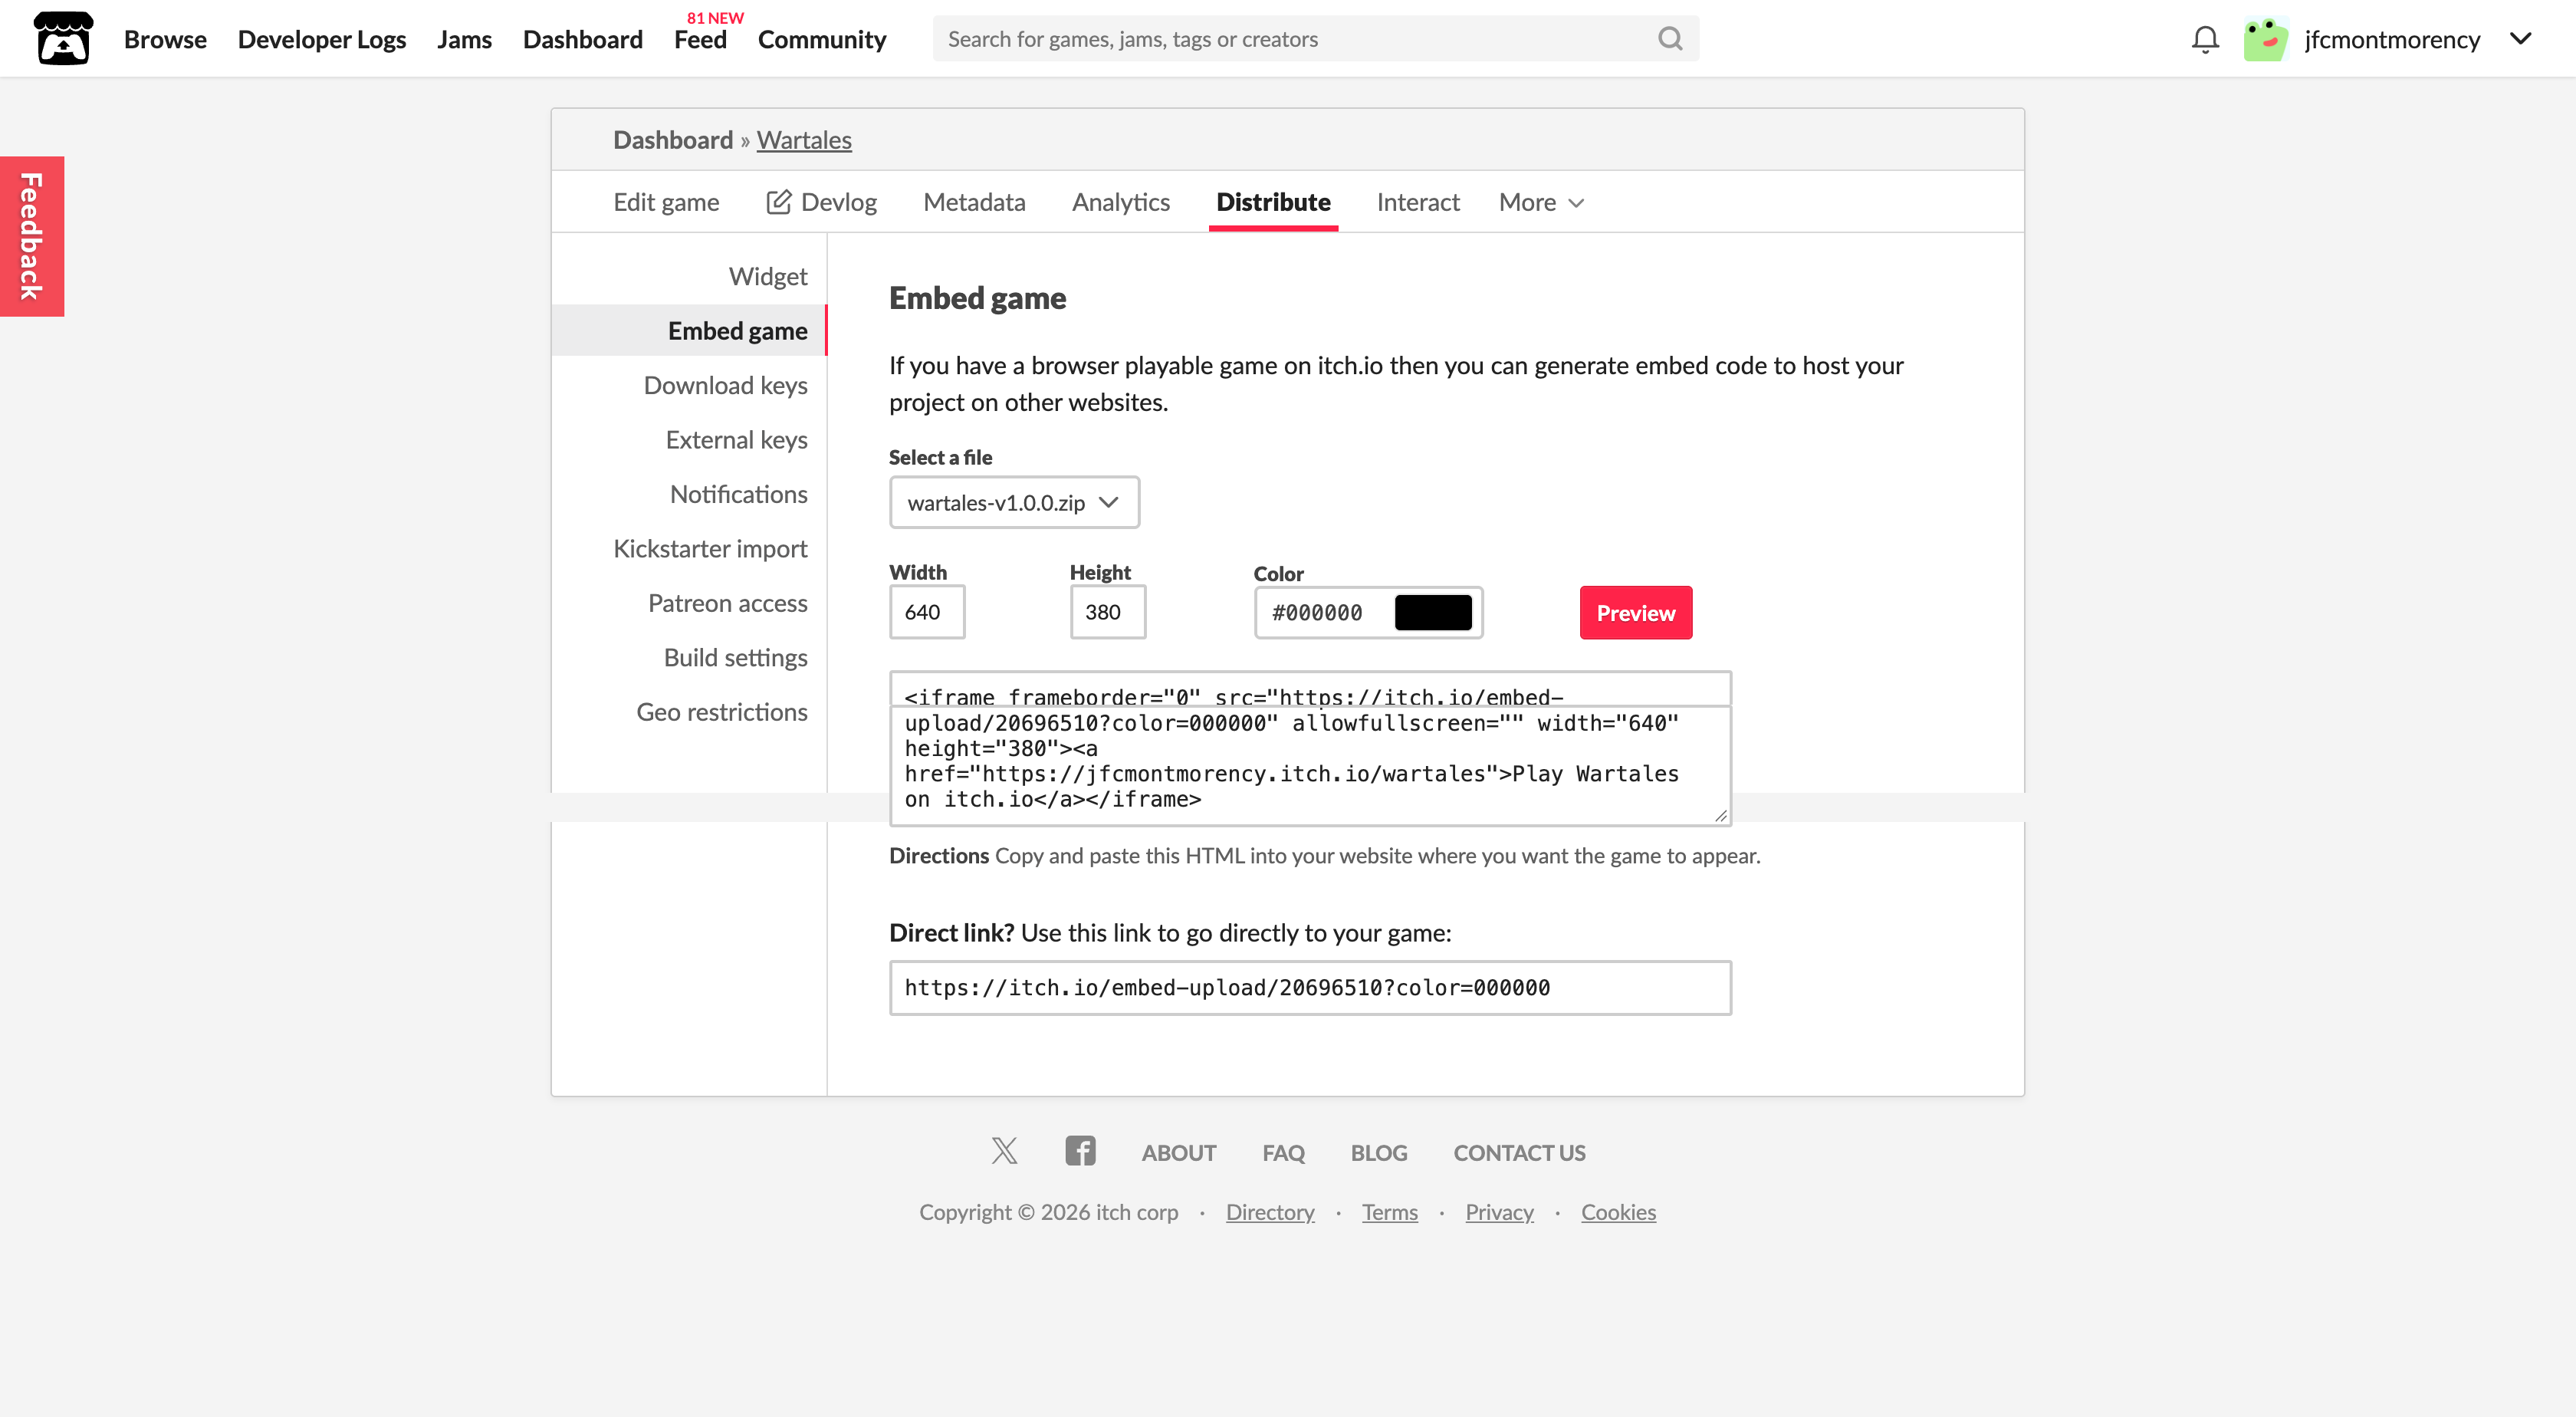 Browse
Developer Logs
Jams
Dashboard
81 NEW
Feed
Community
Search for games, jams, tags or creators
jfcmontmorency
Feedback
Dashboard » Wartales
Edit game
Devlog
Metadata
Analytics
Distribute
Interact
More
Widget
Embed game
Download keys
External keys
Notifications
Kickstarter import
Patreon access
Build settings
Geo restrictions
Embed game
If you have a browser playable game on itch.io then you can generate embed code to host your
project on other websites.
Select a file
wartales-v1.0.0.zip
Width
640
Height
380
Color
#000000
Preview
<iframe frameborder="0" src="https://itch.io/embed-
upload/20696510?color=000000" allowfullscreen="" width="640"
height="380"><a
href="https://jfcmontmorency.itch.io/wartales">Play Wartales
on itch.io</a></iframe>
Directions Copy and paste this HTML into your website where you want the game to appear.
Direct link? Use this link to go directly to your game:
https://itch.io/embed-upload/20696510?color=000000
ABOUT
FAQ
BLOG
CONTACT US
Copyright © 2026 itch corp · Directory · Terms · Privacy · Cookies